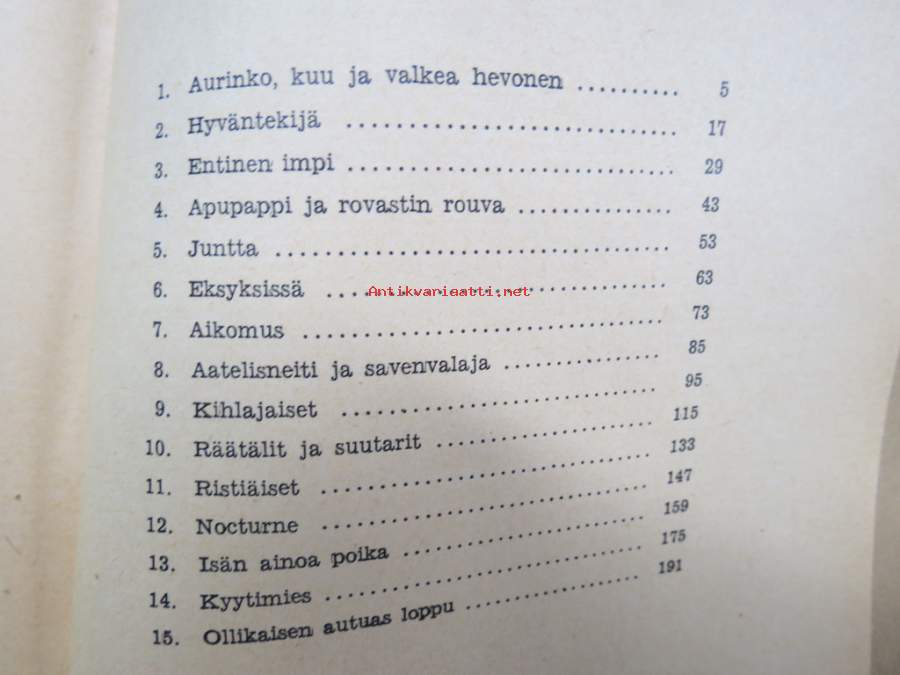 1. Aurinko, kuu ja valkea hevonen .......... 5
2. Hyväntekijä .............................. 17
3. Entinen impi .............................. 29
4. Apupappi ja rovastin rouva ............... 43
5. Juntta .................................... 53
6. Eksyksissä ................................ 63
Antikvariaatti.net
7. Aikomus .................................. 73
8. Aatelisneiti ja savenvalaja ............... 85
9. Kihlajaiset ............................... 95
10. Räätälit ja suutarit ..................... 115
11. Ristiäiset ............................... 133
12. Nocturne ................................ 147
13. Isän ainoa poika ........................ 159
14. Kyytimies ............................... 175
15. Ollikaisen autuas loppu ................. 191